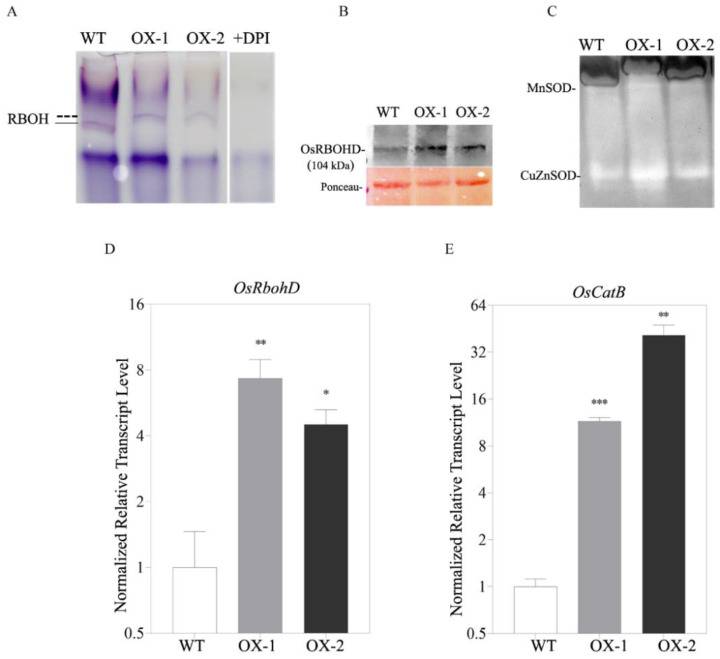 A
WT OX-1 OX-2 +DPI
RBOH
B
WT OX-1 OX-2
OsRBOHD-
(104 kDa)
Ponceau-
C
WT OX-1 OX-2
MnSOD-
CuZnSOD-
D
OsRbohD
Normalized Relative Transcript Level
16
8
4
2
1
0.5
**
*
WT OX-1 OX-2
E
OsCatB
Normalized Relative Transcript Level
64
32
16
8
4
2
1
0.5
***
**
WT OX-1 OX-2